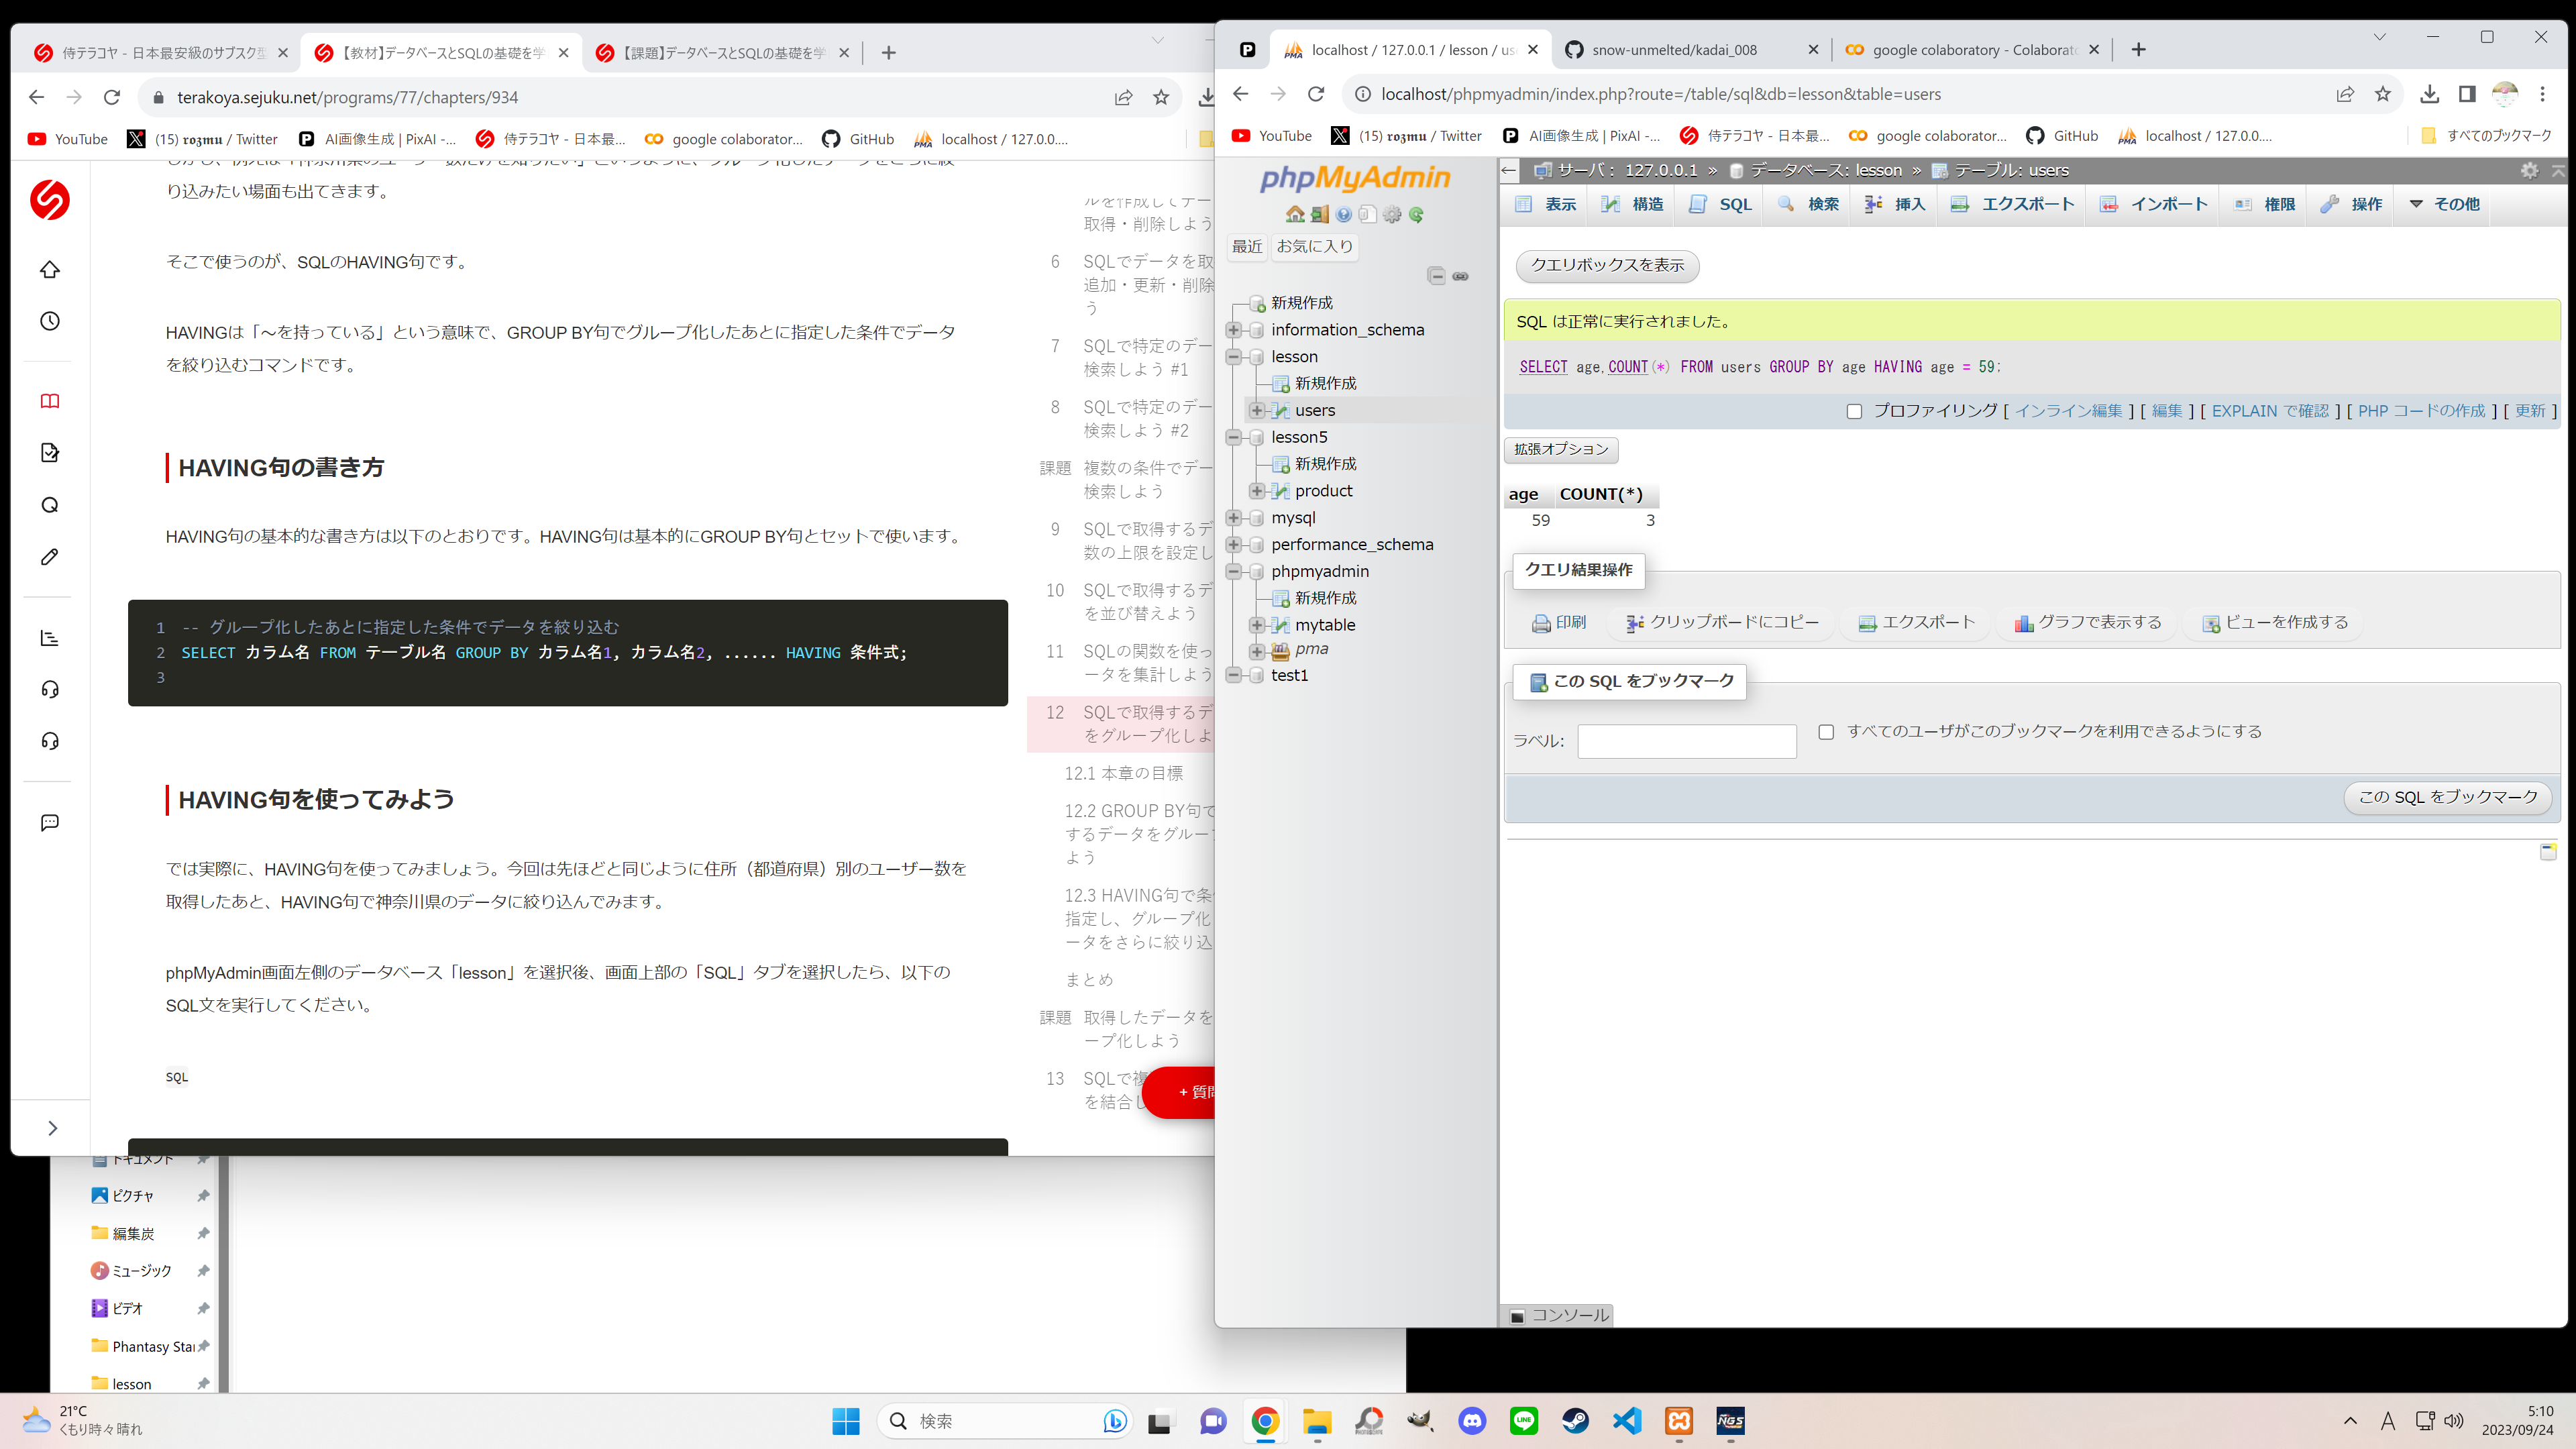 侍テラコヤ - 日本最安級のサブスク型
【教材】データベースとSQLの基礎を学
【課題】データベースとSQLの基礎を学
terakoya.sejuku.net/programs/77/chapters/934
YouTube
(15) 𝖗𝖔𝖟𝖒𝖚 / Twitter
AI画像生成 | PixAI -...
侍テラコヤ - 日本最...
google colaborator...
GitHub
localhost / 127.0.0....
り込みたい場面も出てきます。
そこで使うのが、SQLのHAVING句です。
HAVINGは「～を持っている」という意味で、GROUP BY句でグループ化したあとに指定した条件でデータ
を絞り込むコマンドです。
HAVING句の書き方
HAVING句の基本的な書き方は以下のとおりです。HAVING句は基本的にGROUP BY句とセットで使います。
1 -- グループ化したあとに指定した条件でデータを絞り込む
2 SELECT カラム名 FROM テーブル名 GROUP BY カラム名1, カラム名2, ...... HAVING 条件式;
3
HAVING句を使ってみよう
では実際に、HAVING句を使ってみましょう。今回は先ほどと同じように住所（都道府県）別のユーザー数を
取得したあと、HAVING句で神奈川県のデータに絞り込んでみます。
phpMyAdmin画面左側のデータベース「lesson」を選択後、画面上部の「SQL」タブを選択したら、以下の
SQL文を実行してください。
SQL
ルを作成してデー
取得・削除しよう
6 SQLでデータを取
追加・更新・削除
う
7 SQLで特定のデー
検索しよう #1
8 SQLで特定のデー
検索しよう #2
課題 複数の条件でデー
検索しよう
9 SQLで取得するデ
数の上限を設定し
10 SQLで取得するデ
を並び替えよう
11 SQLの関数を使っ
ータを集計しよう
12 SQLで取得するデ
をグループ化しよ
12.1 本章の目標
12.2 GROUP BY句で
するデータをグルー
よう
12.3 HAVING句で条
指定し、グループ化
ータをさらに絞り込
まとめ
課題 取得したデータを
ープ化しよう
13 SQLで複
を結合し
+ 質問
localhost / 127.0.0.1 / lesson / us
snow-unmelted/kadai_008
google colaboratory - Colaborato
localhost/phpmyadmin/index.php?route=/table/sql&db=lesson&table=users
YouTube
(15) 𝖗𝖔𝖟𝖒𝖚 / Twitter
AI画像生成 | PixAI -...
侍テラコヤ - 日本最...
google colaborator...
GitHub
localhost / 127.0.0....
すべてのブックマーク
phpMyAdmin
最近
お気に入り
新規作成
information_schema
lesson
新規作成
users
lesson5
新規作成
product
mysql
performance_schema
phpmyadmin
新規作成
mytable
pma
test1
サーバ： 127.0.0.1 » データベース: lesson » テーブル: users
表示
構造
SQL
検索
挿入
エクスポート
インポート
権限
操作
その他
クエリボックスを表示
SQL は正常に実行されました。
SELECT age,COUNT(*) FROM users GROUP BY age HAVING age = 59;
プロファイリング [ インライン編集 ] [ 編集 ] [ EXPLAIN で確認 ] [ PHP コードの作成 ] [ 更新 ]
拡張オプション
age COUNT(*)
59 3
クエリ結果操作
印刷
クリップボードにコピー
エクスポート
グラフで表示する
ビューを作成する
この SQL をブックマーク
ラベル:
すべてのユーザがこのブックマークを利用できるようにする
この SQL をブックマーク
コンソール
ドキュメント
ピクチャ
編集炭
ミュージック
ビデオ
Phantasy Sta
lesson
21°C
くもり時々晴れ
検索
LINE
NGS
A
5:10
2023/09/24